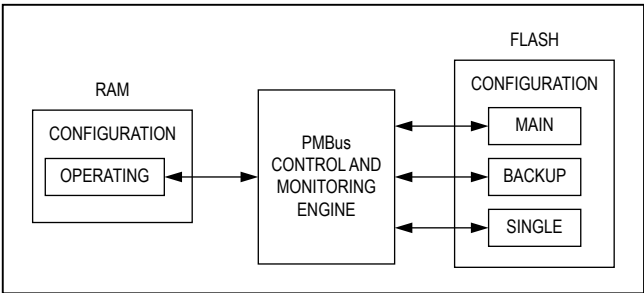 RAM
CONFIGURATION
OPERATING
PMBus
CONTROL AND
MONITORING
ENGINE
FLASH
CONFIGURATION
MAIN
BACKUP
SINGLE